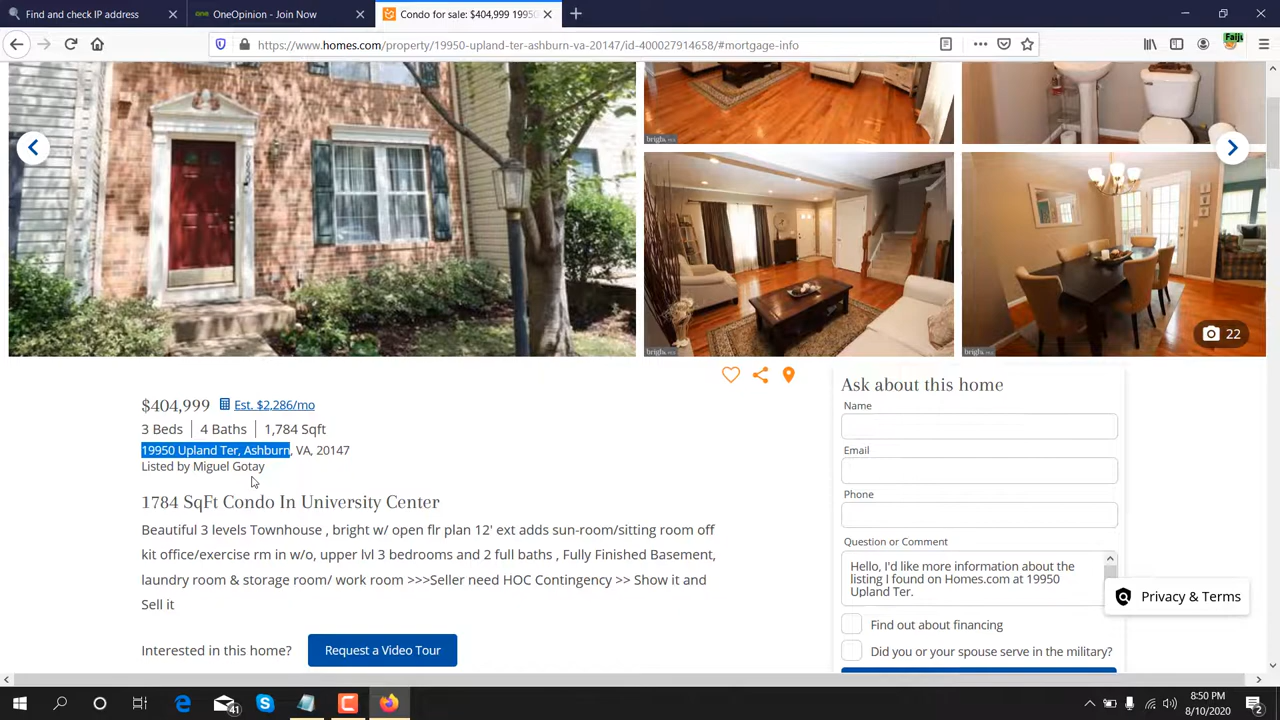 Find and check IP address
OneOpinion - Join Now
Condo for sale: $404,999 19950
https://www.homes.com/property/19950-upland-ter-ashburn-va-20147/id-400027914658/#mortgage-info
22
$404,999 Est. $2,286/mo
3 Beds | 4 Baths | 1,784 Sqft
19950 Upland Ter, Ashburn, VA, 20147
Listed by Miguel Gotay
1784 SqFt Condo In University Center
Beautiful 3 levels Townhouse , bright w/ open flr plan 12' ext adds sun-room/sitting room off
kit office/exercise rm in w/o, upper lvl 3 bedrooms and 2 full baths , Fully Finished Basement,
laundry room & storage room/ work room >>>Seller need HOC Contingency >> Show it and
Sell it
Interested in this home?
Request a Video Tour
Ask about this home
Name
Email
Phone
Question or Comment
Hello, I'd like more information about the
listing I found on Homes.com at 19950
Upland Ter.
Find out about financing
Did you or your spouse serve in the military?
Privacy & Terms
41
8:50 PM
8/10/2020
2